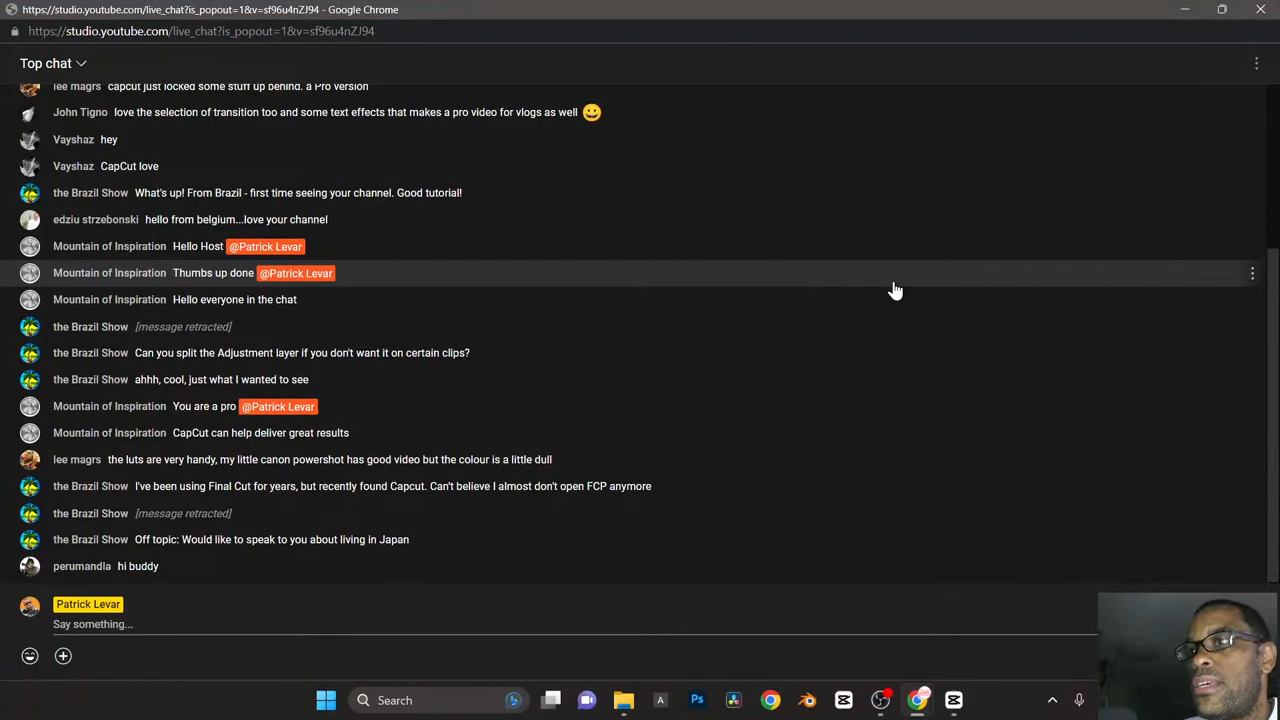 https://studio.youtube.com/live_chat?is_popout=1&v=sf96u4nZJ94 - Google Chrome
https://studio.youtube.com/live_chat?is_popout=1&v=sf96u4nZJ94
Top chat
lee magrs capcut just locked some stuff up behind. a Pro version
John Tigno love the selection of transition too and some text effects that makes a pro video for vlogs as well 😀
Vayshaz hey
Vayshaz CapCut love
the Brazil Show What's up! From Brazil - first time seeing your channel. Good tutorial!
edziu strzebonski hello from belgium...love your channel
Mountain of Inspiration Hello Host @Patrick Levar
Mountain of Inspiration Thumbs up done @Patrick Levar
Mountain of Inspiration Hello everyone in the chat
the Brazil Show [message retracted]
the Brazil Show Can you split the Adjustment layer if you don't want it on certain clips?
the Brazil Show ahhh, cool, just what I wanted to see
Mountain of Inspiration You are a pro @Patrick Levar
Mountain of Inspiration CapCut can help deliver great results
lee magrs the luts are very handy, my little canon powershot has good video but the colour is a little dull
the Brazil Show I've been using Final Cut for years, but recently found Capcut. Can't believe I almost don't open FCP anymore
the Brazil Show [message retracted]
the Brazil Show Off topic: Would like to speak to you about living in Japan
perumandla hi buddy
Patrick Levar
Say something...
Search
A
Ps